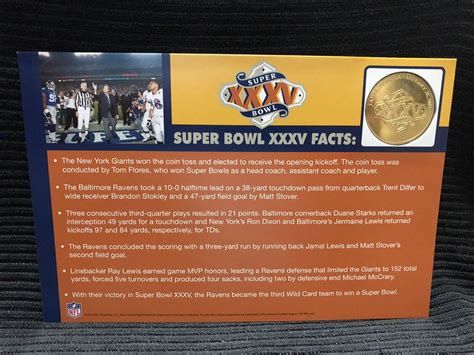 SUPER
XXXV
BOWL
SUPER BOWL XXXV FACTS:
• The New York Giants won the coin toss and elected to receive the opening kickoff. The coin toss was
conducted by Tom Flores, who won Super Bowls as a head coach, assistant coach and player.
• The Baltimore Ravens took a 10-0 halftime lead on a 38-yard touchdown pass from quarterback Trent Dilfer to
wide receiver Brandon Stokley and a 47-yard field goal by Matt Stover.
• Three consecutive third-quarter plays resulted in 21 points. Baltimore cornerback Duane Starks returned an
interception 49 yards for a touchdown and New York's Ron Dixon and Baltimore's Jermaine Lewis returned
kickoffs 97 and 84 yards, respectively, for TDs.
• The Ravens concluded the scoring with a three-yard run by running back Jamal Lewis and Matt Stover's
second field goal.
• Linebacker Ray Lewis earned game MVP honors, leading a Ravens defense that limited the Giants to 152 total
yards, forced five turnovers and produced four sacks, including two by defensive end Michael McCrary.
• With their victory in Super Bowl XXXV, the Ravens became the third Wild Card team to win a Super Bowl.
NFL